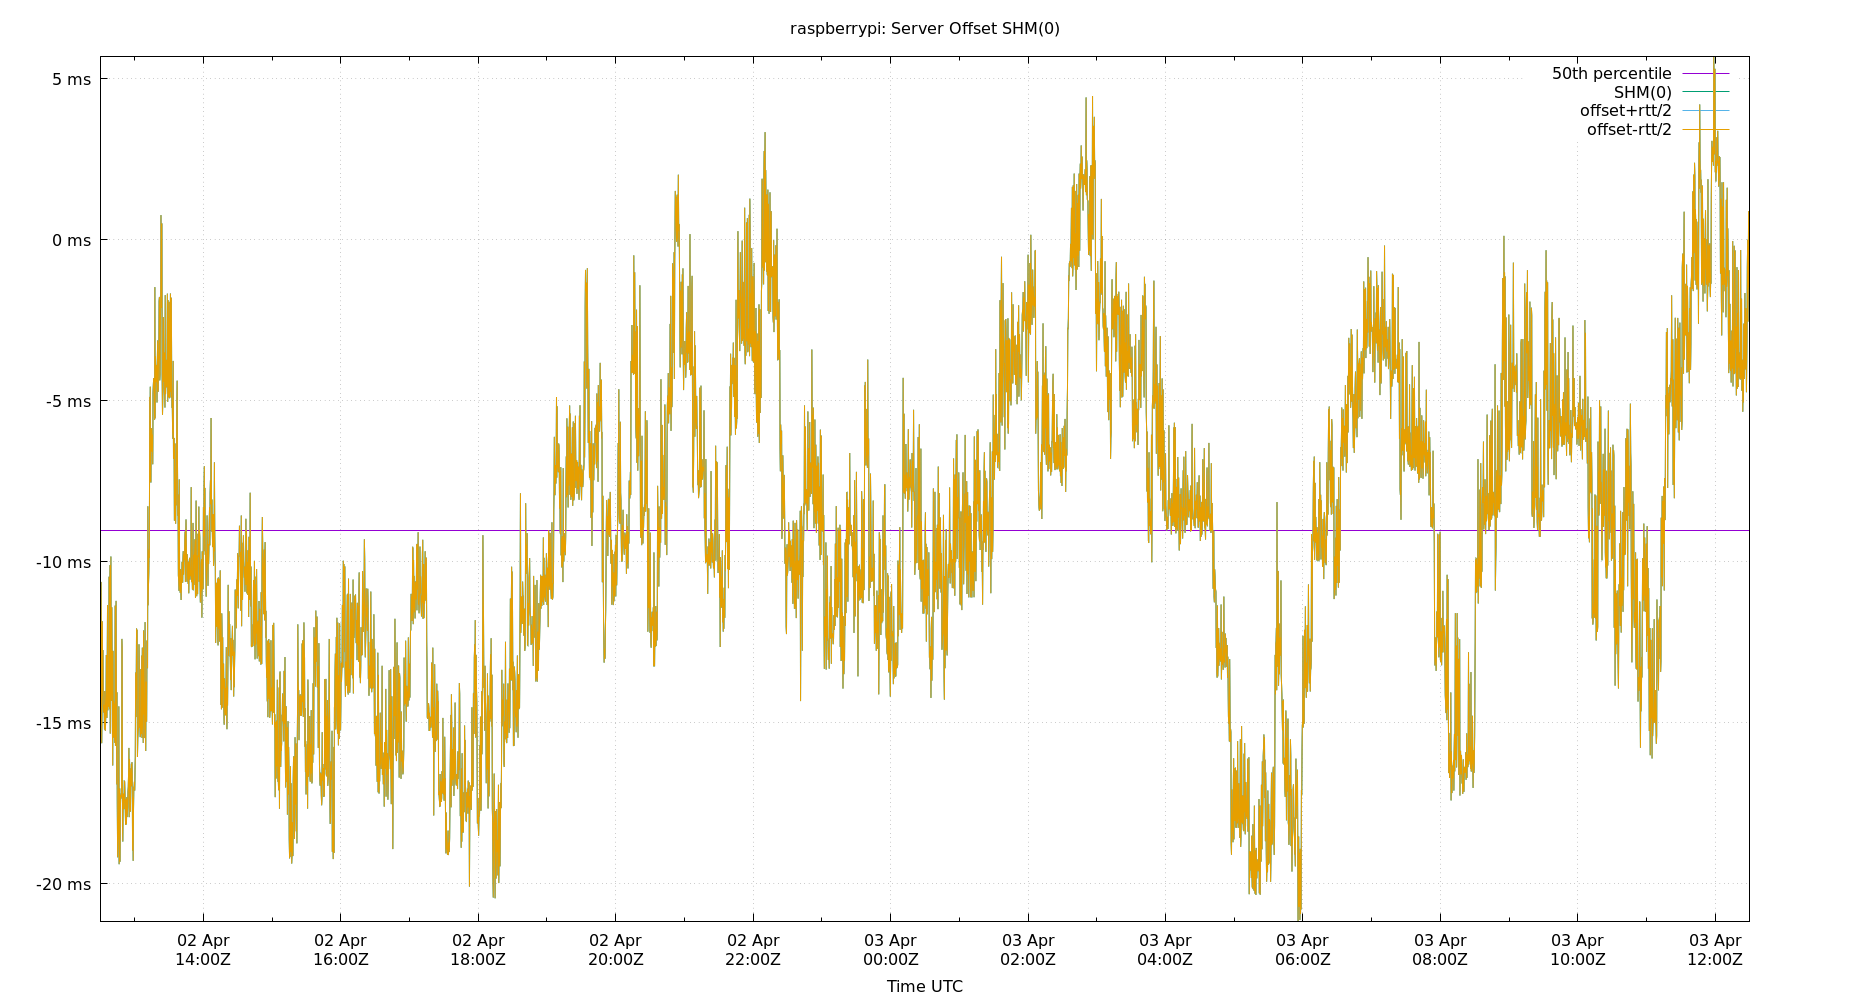 raspberrypi: Server Offset SHM(0)
50th percentile
SHM(0)
offset+rtt/2
offset-rtt/2
5 ms
0 ms
-5 ms
-10 ms
-15 ms
-20 ms
02 Apr 02 Apr 02 Apr 02 Apr 02 Apr 03 Apr 03 Apr 03 Apr 03 Apr 03 Apr 03 Apr 03 Apr
14:00Z 16:00Z 18:00Z 20:00Z 22:00Z 00:00Z 02:00Z 04:00Z 06:00Z 08:00Z 10:00Z 12:00Z
Time UTC